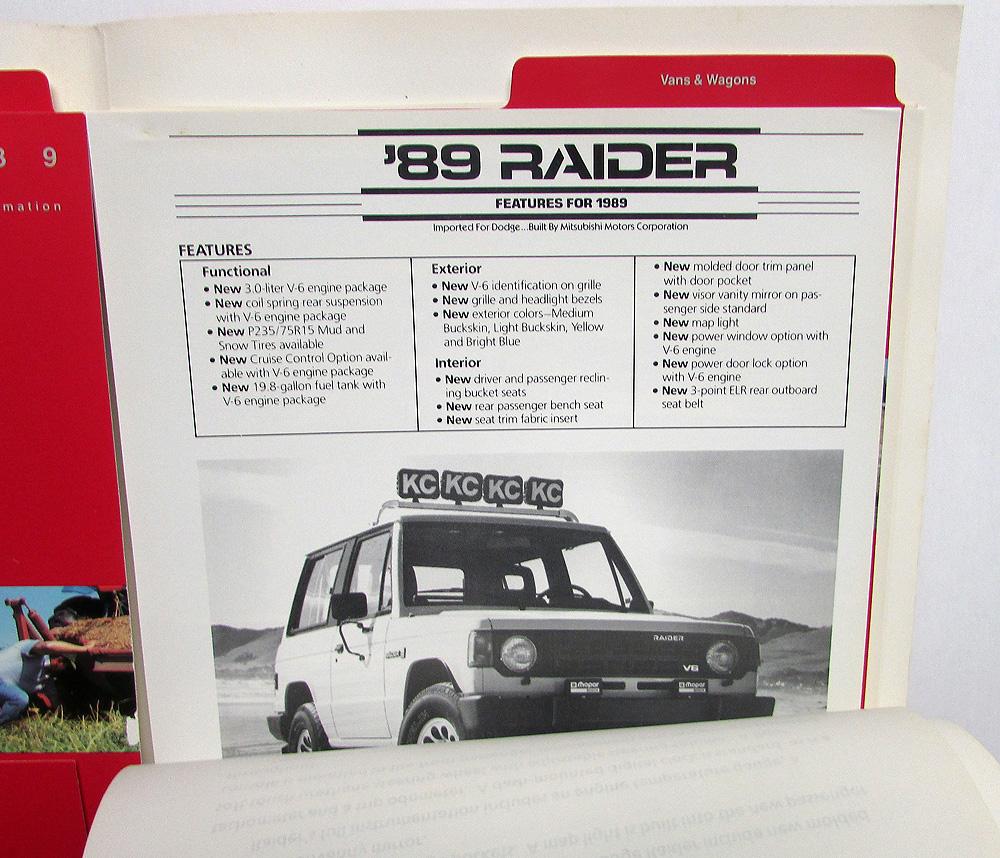 Vans & Wagons
8 9
mation
'89 RAIDER
FEATURES FOR 1989
Imported For Dodge...Built By Mitsubishi Motors Corporation
FEATURES
Functional
• New 3.0-liter V-6 engine package
• New coil spring rear suspension
with V-6 engine package
• New P235/75R15 Mud and
Snow Tires available
• New Cruise Control Option avail-
able with V-6 engine package
• New 19.8-gallon fuel tank with
V-6 engine package
Exterior
• New V-6 identification on grille
• New grille and headlight bezels
• New exterior colors—Medium
Buckskin, Light Buckskin, Yellow
and Bright Blue
Interior
• New driver and passenger reclin-
ing bucket seats
• New rear passenger bench seat
• New seat trim fabric insert
• New molded door trim panel
with door pocket
• New visor vanity mirror on pas-
senger side standard
• New map light
• New power window option with
V-6 engine
• New power door lock option
with V-6 engine
• New 3-point ELR rear outboard
seat belt
KC KC KC KC
RAIDER
V6
Mopar Mopar